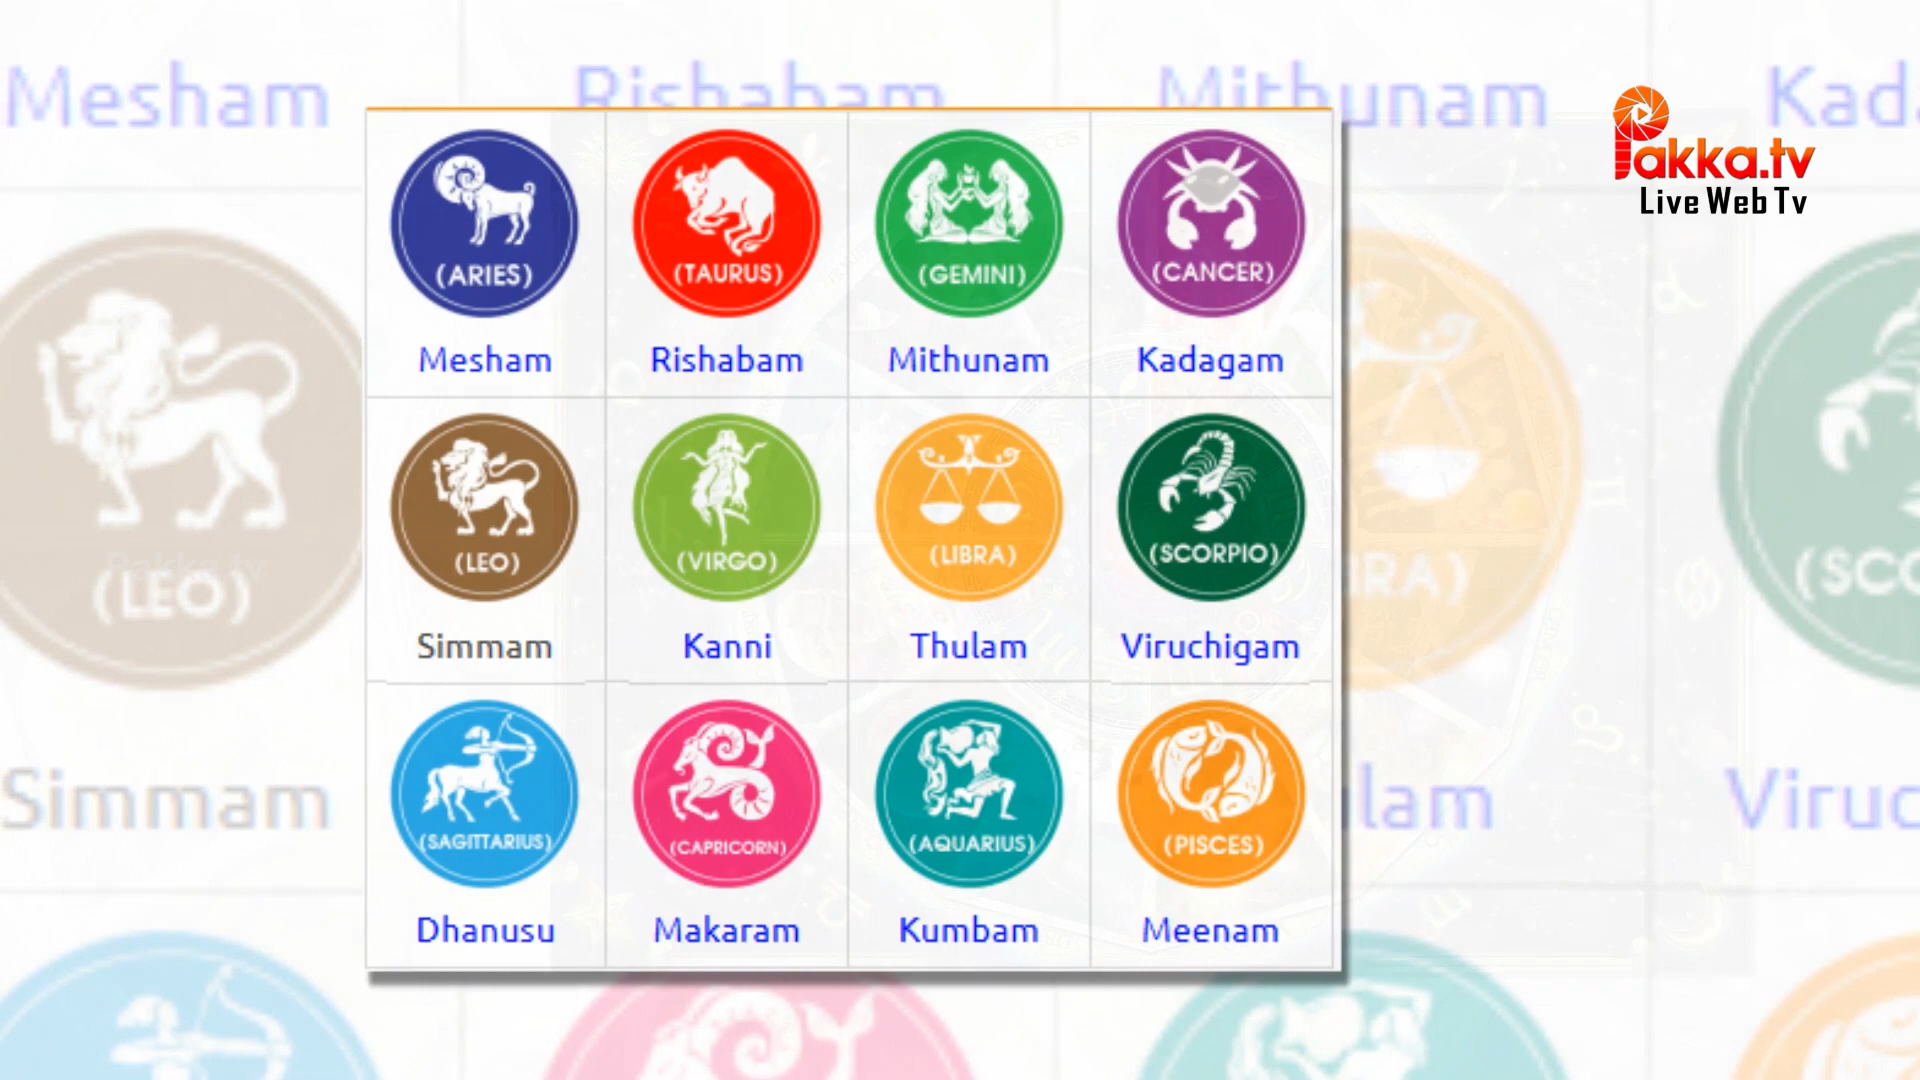 Mesham Rishabam Mithunam Kad
Pakka.tv
Live Web Tv
(ARIES) (TAURUS) (GEMINI) (CANCER)
Mesham Rishabam Mithunam Kadagam
(LEO) (VIRGO) (LIBRA) (SCORPIO)
Simmam Kanni Thulam Viruchigam
(SAGITTARIUS) (CAPRICORN) (AQUARIUS) (PISCES)
Dhanusu Makaram Kumbam Meenam
(LEO) RA) (SCO
Simmam lam Viruc